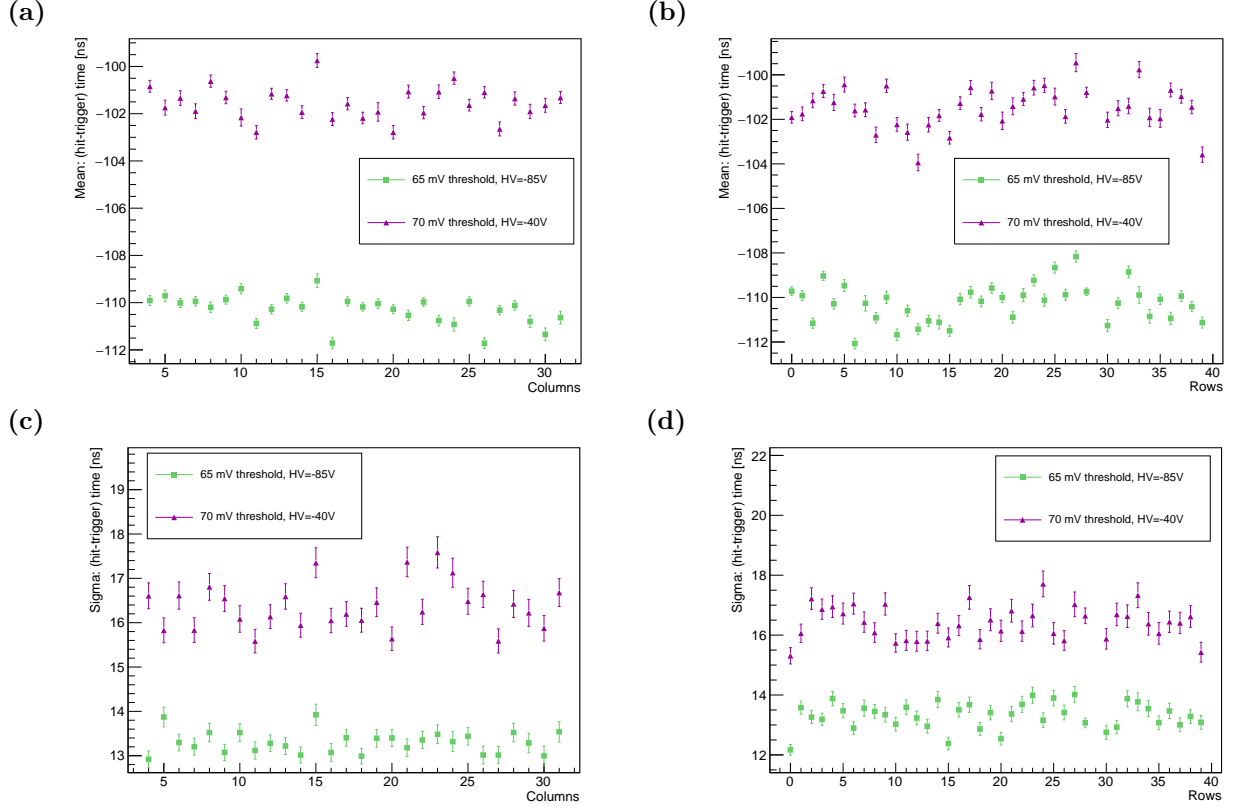 (a)
Mean: (hit-trigger) time [ns]
−100
−102
−104
−106
−108
−110
−112
65 mV threshold, HV=-85V
70 mV threshold, HV=-40V
5 10 15 20 25 30
Columns
(b)
Mean: (hit-trigger) time [ns]
−100
−102
−104
−106
−108
−110
−112
65 mV threshold, HV=-85V
70 mV threshold, HV=-40V
0 5 10 15 20 25 30 35 40
Rows
(c)
Sigma: (hit-trigger) time [ns]
19
18
17
16
15
14
13
65 mV threshold, HV=-85V
70 mV threshold, HV=-40V
5 10 15 20 25 30
Columns
(d)
Sigma: (hit-trigger) time [ns]
22
20
18
16
14
12
65 mV threshold, HV=-85V
70 mV threshold, HV=-40V
0 5 10 15 20 25 30 35 40
Rows